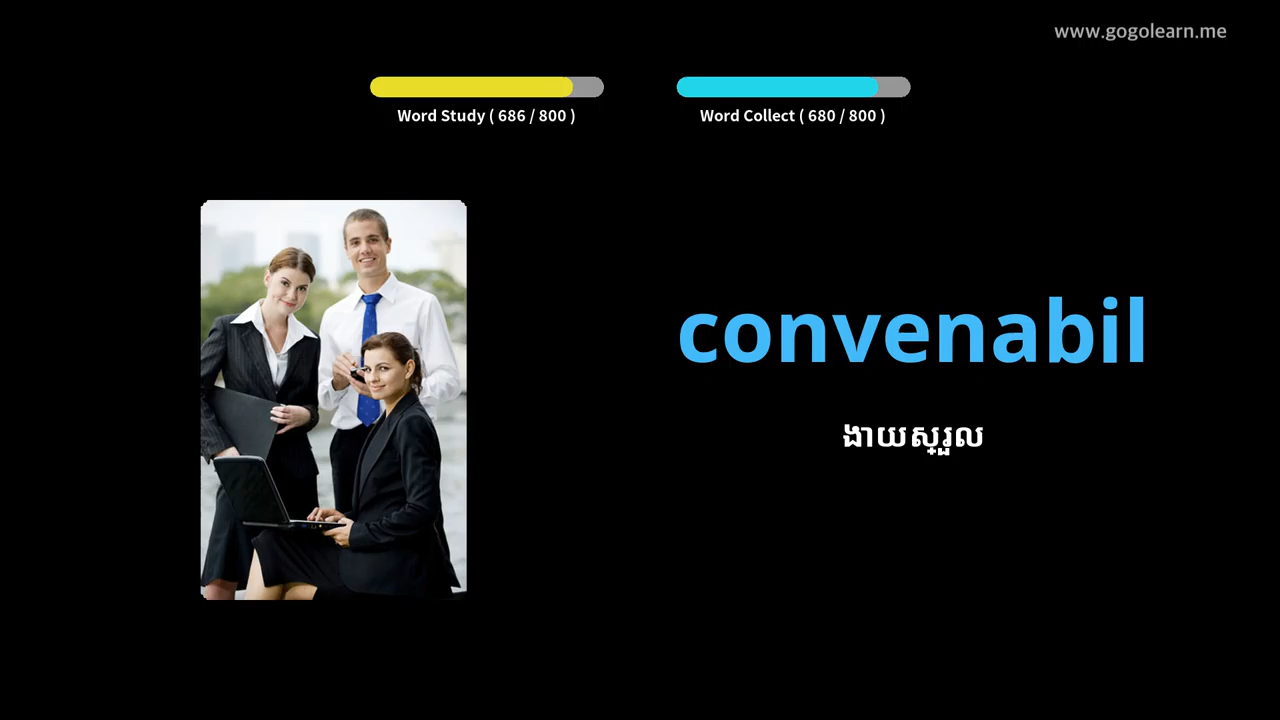 www.gogolearn.me
Word Study ( 686 / 800 )
Word Collect ( 680 / 800 )
convenabil
ងាយស្រួល